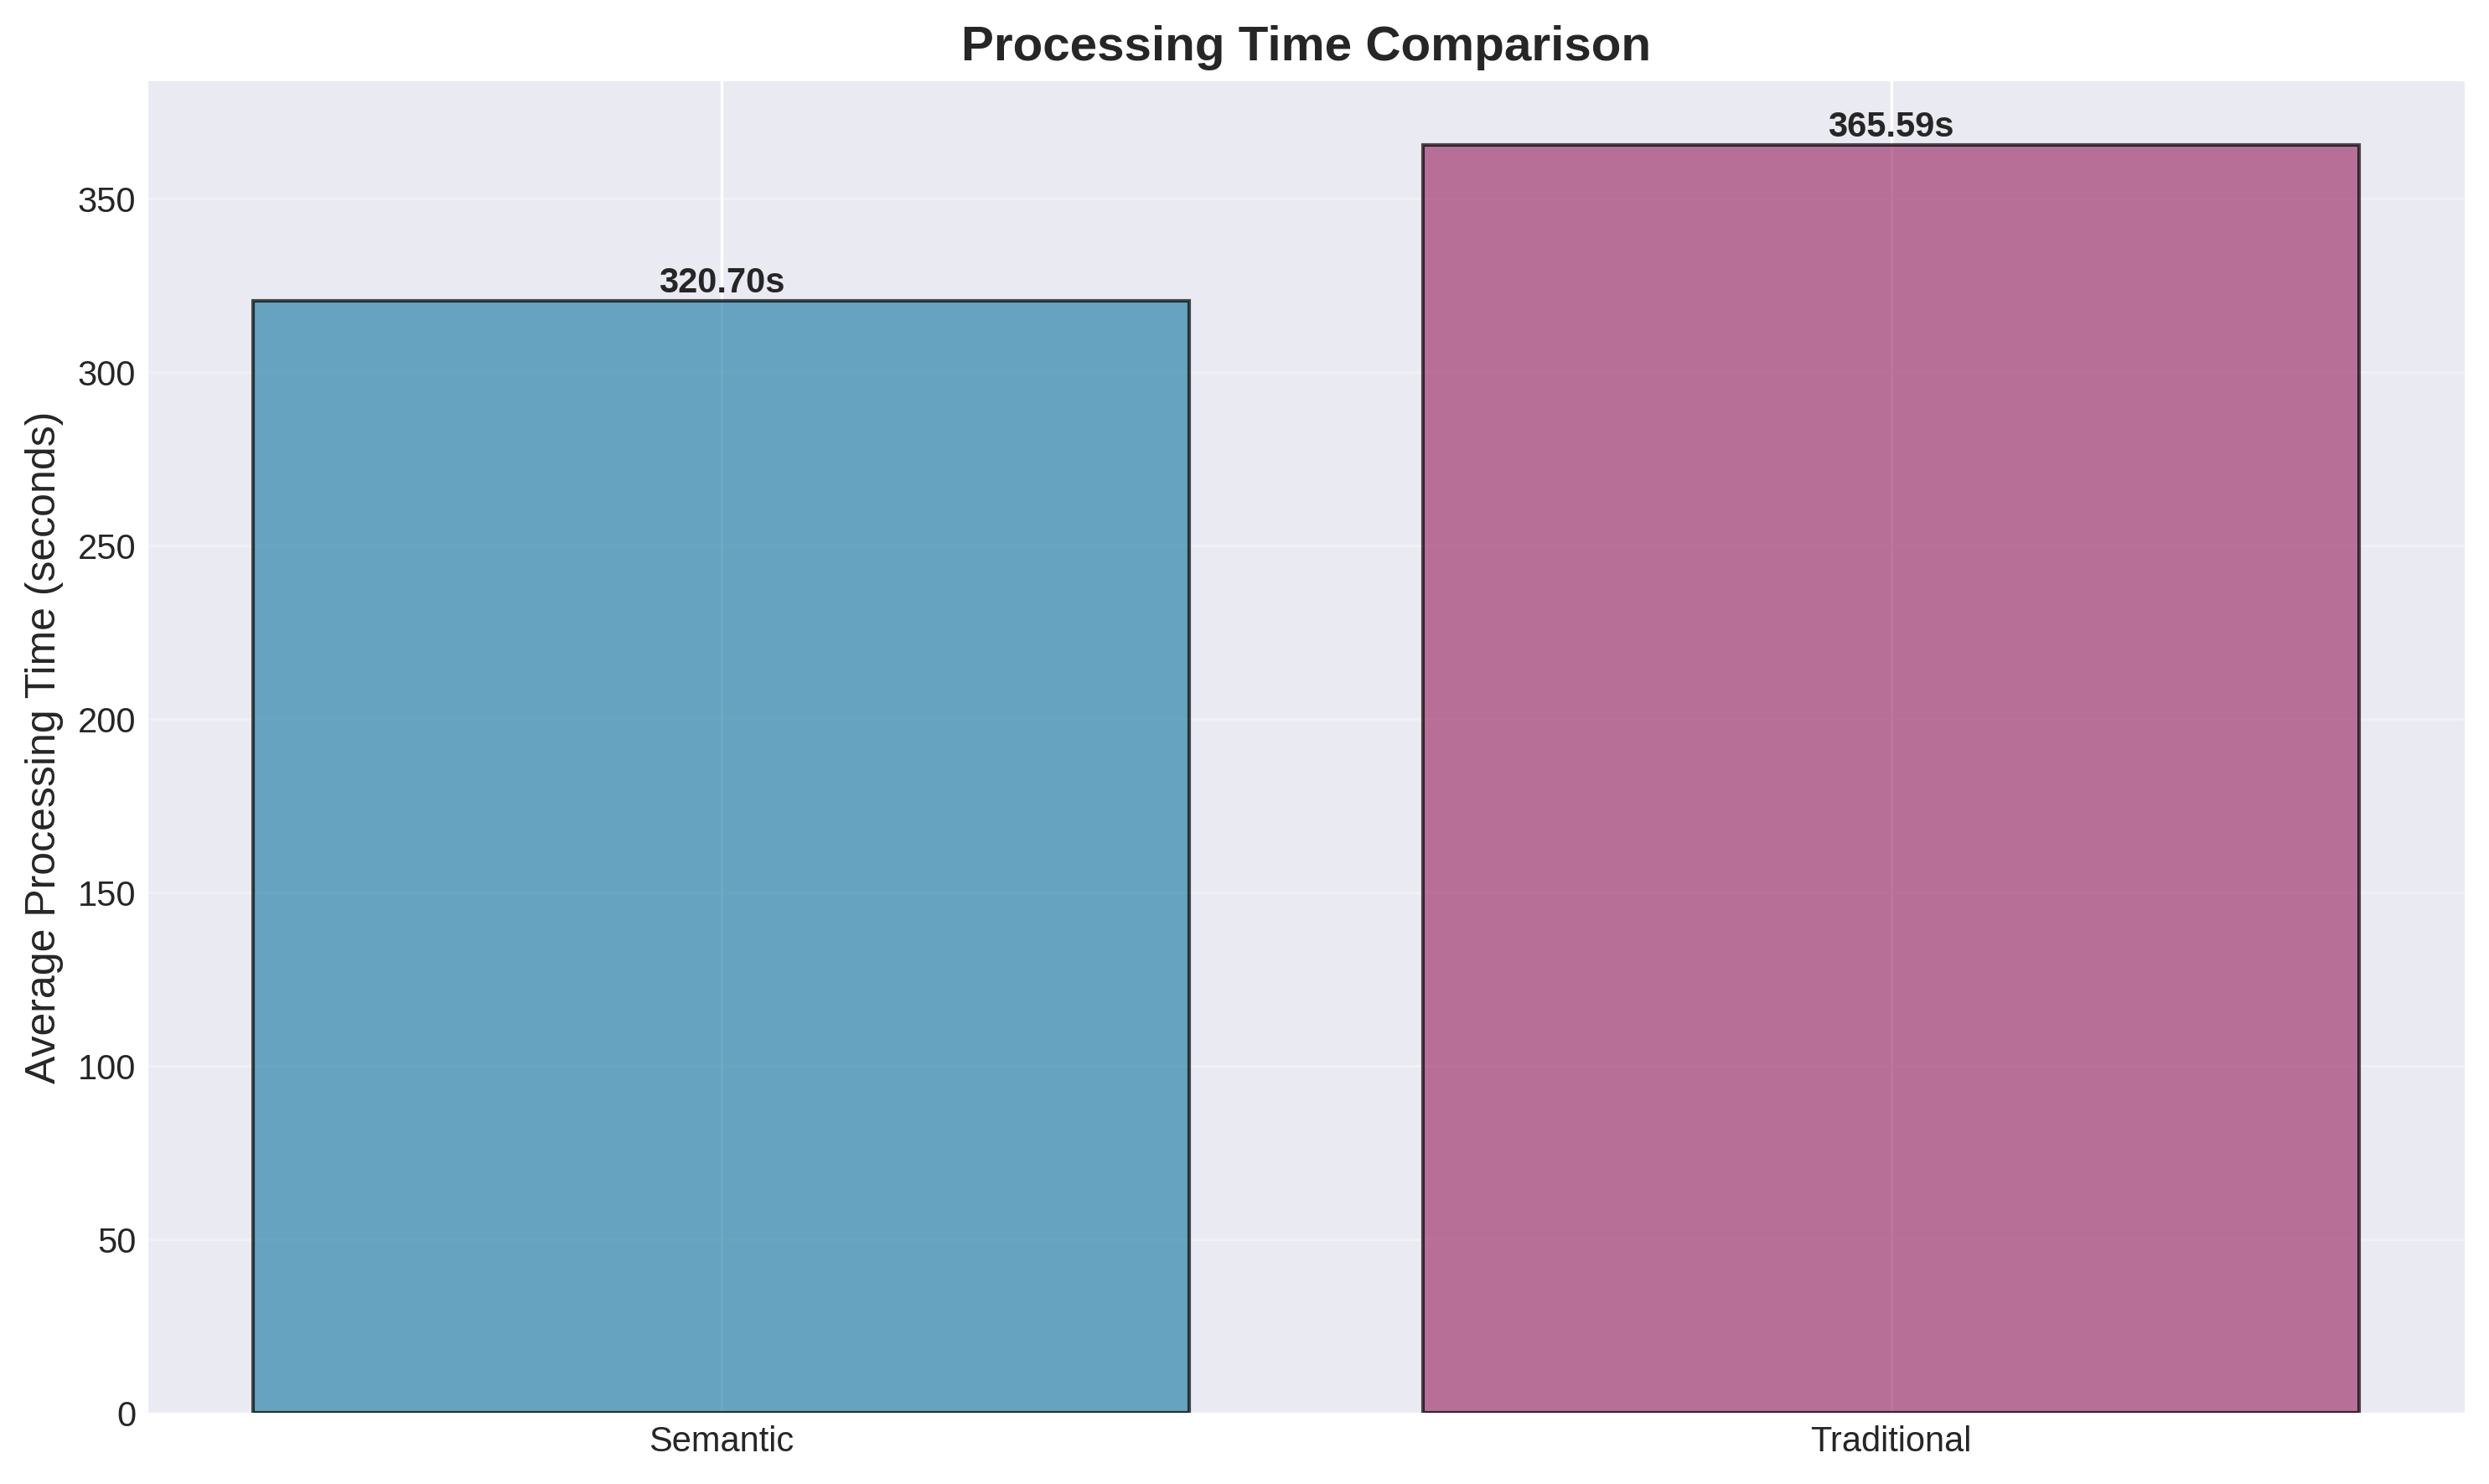 Processing Time Comparison
365.59s
350
320.70s
300
250
200
150
100
50
0
Average Processing Time (seconds)
Semantic
Traditional